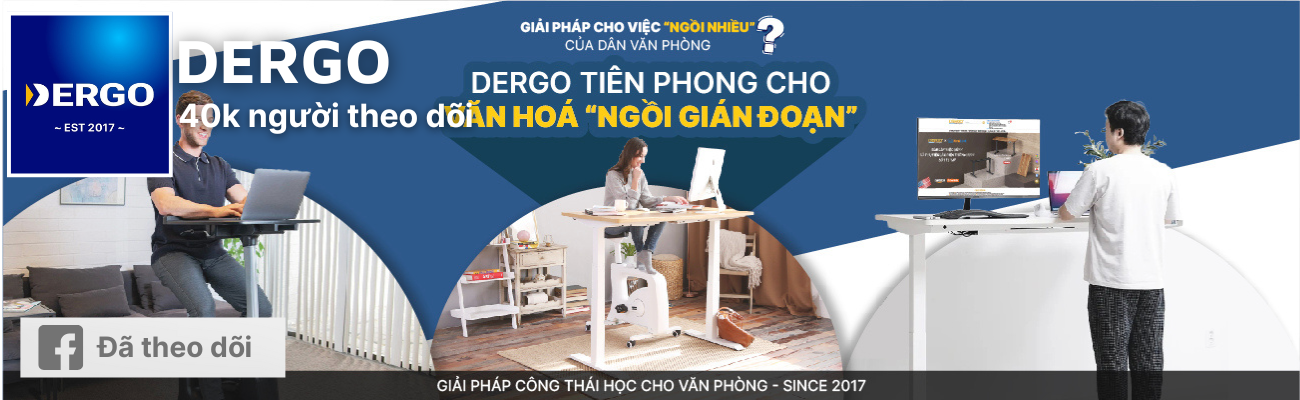 GIẢI PHÁP CHO VIỆC “NGỒI NHIỀU”
CỦA DÂN VĂN PHÒNG ?
DERGO
DERGO TIÊN PHONG CHO
DERGO
~ EST 2017 ~
40k người theo dõi
VĂN HOÁ “NGỒI GIÁN ĐOẠN”
Đã theo dõi
GIẢI PHÁP CÔNG THÁI HỌC CHO VĂN PHÒNG - SINCE 2017